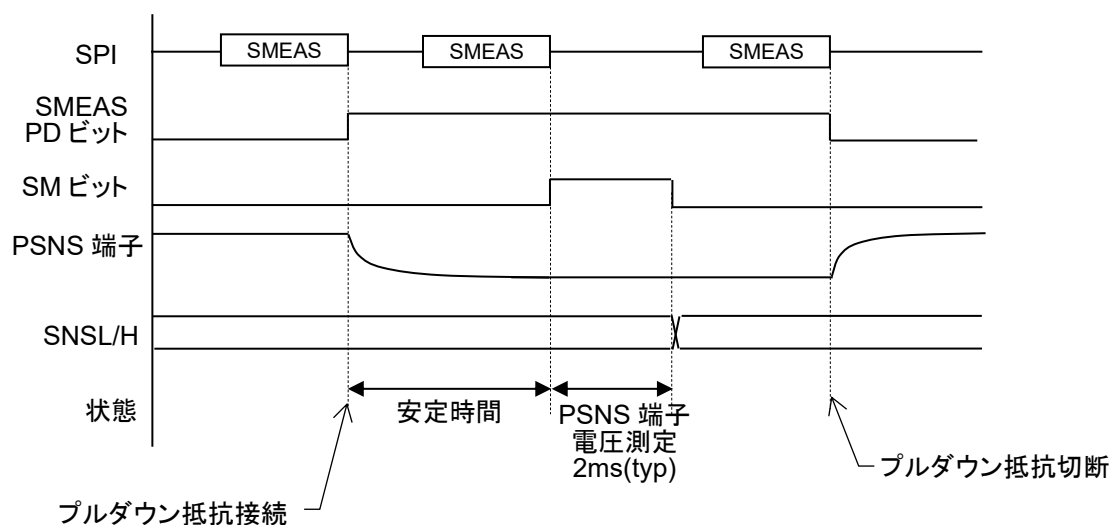 SPI
SMEAS
SMEAS
SMEAS
SMEAS
PD ビット
SM ビット
PSNS 端子
SNSL/H
状態
安定時間
PSNS 端子
電圧測定
2ms(typ)
プルダウン抵抗切断
プルダウン抵抗接続